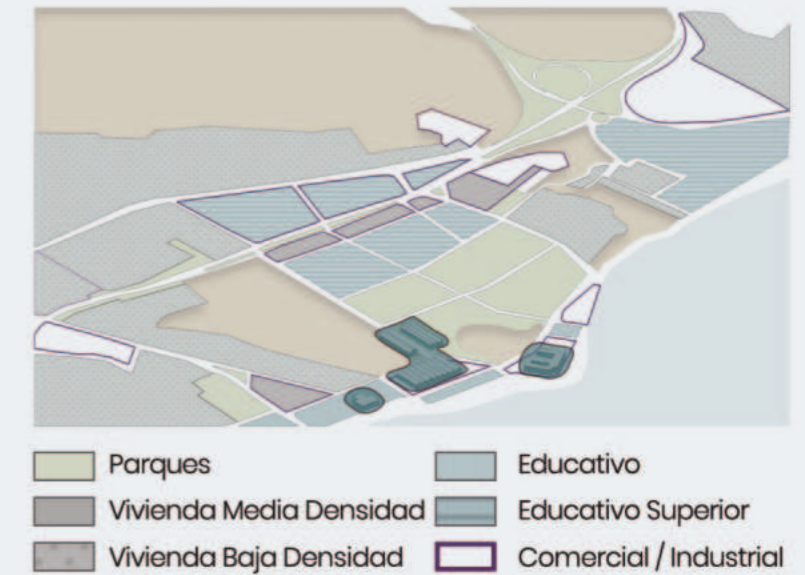 Parques
Educativo
Vivienda Media Densidad
Educativo Superior
Vivienda Baja Densidad
Comercial / Industrial